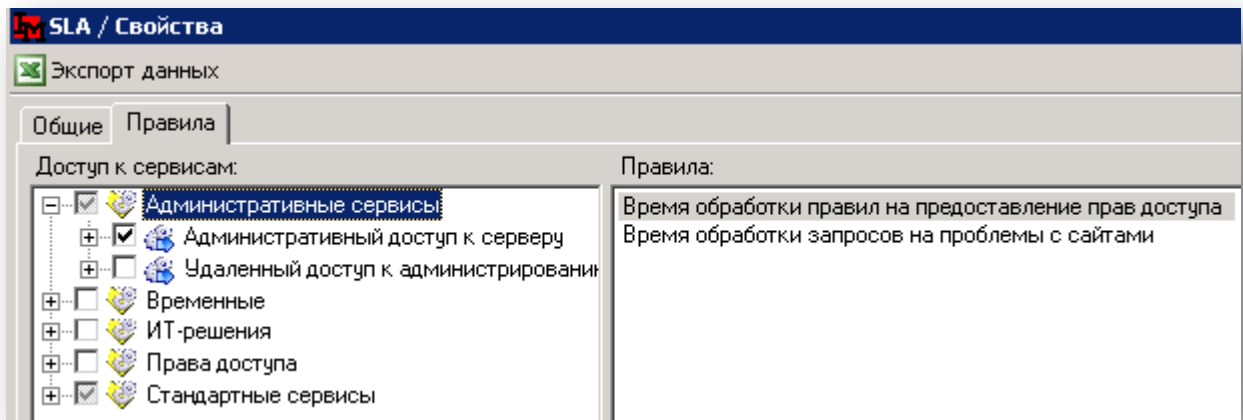 SLA / Свойства
Экспорт данных
Общие Правила
Доступ к сервисам:
Административные сервисы
Административный доступ к серверу
Удаленный доступ к администрировани
Временные
ИТ-решения
Права доступа
Стандартные сервисы
Правила:
Время обработки правил на предоставление прав доступа
Время обработки запросов на проблемы с сайтами